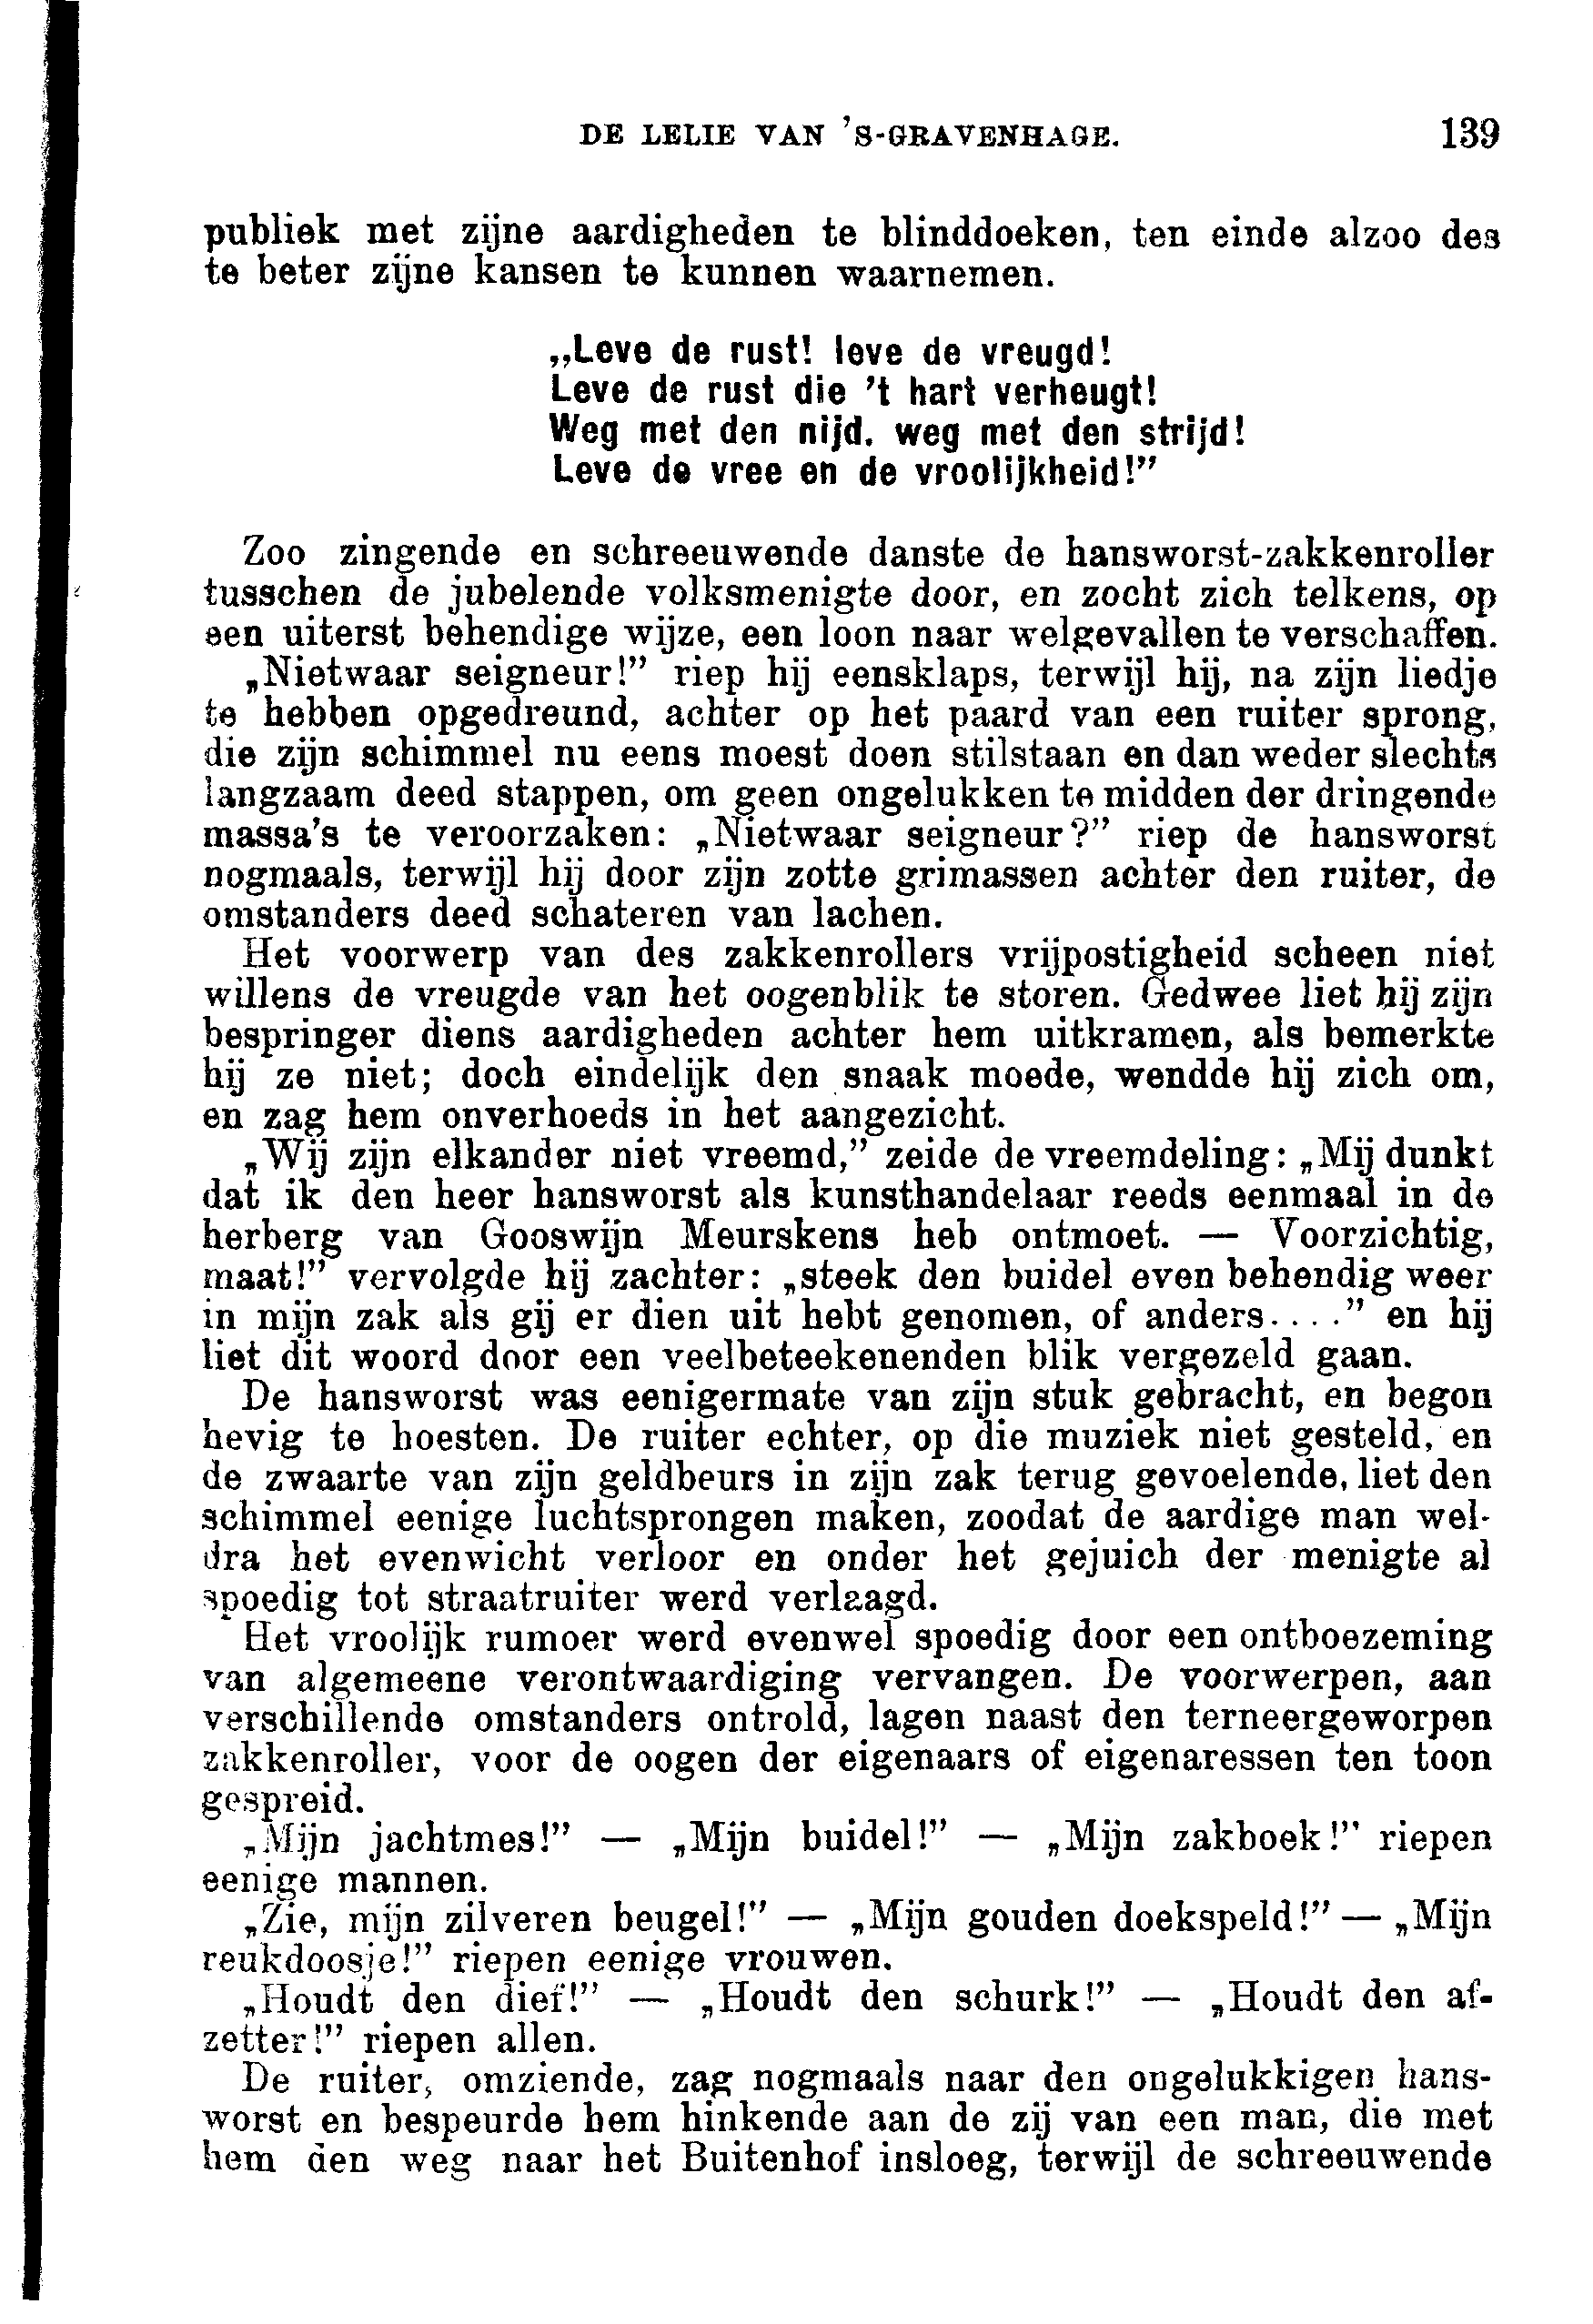 DE LELIE VAN 'S-GRAVENHAGE. 139
publiek met zijne aardigheden te blinddoeken, ten einde alzoo des
te beter zijne kansen te kunnen waarnemen.
„Leve de rust! leve de vreugd!
Leve de rust die 't hart verheugt!
Weg met den nijd. weg met den strijd!
Leve de vree en de vroolijkheid!”
Zoo zingende en schreeuwende danste de hansworst-zakkenroller
tusschen de jubelende volksmenigte door, en zocht zich telkens, op
een uiterst behendige wijze, een loon naar welgevallen te verschaffen.
„Nietwaar seigneur!” riep hij eensklaps, terwijl hij, na zijn liedje
te hebben opgedreund, achter op het paard van een ruiter sprong,
die zijn schimmel nu eens moest doen stilstaan en dan weder slechts
langzaam deed stappen, om geen ongelukken te midden der dringende
massa's te veroorzaken: „Nietwaar seigneur?” riep de hansworst
nogmaals, terwijl hij door zijn zotte grimassen achter den ruiter, de
omstanders deed schateren van lachen.
Het voorwerp van des zakkenrollers vrijpostigheid scheen niet
willens de vreugde van het oogenblik te storen. Gedwee liet hij zijn
bespringer diens aardigheden achter hem uitkramen, als bemerkte
hij ze niet; doch eindelijk den snaak moede, wendde hij zich om,
en zag hem onverhoeds in het aangezicht.
„Wij zijn elkander niet vreemd,” zeide de vreemdeling: „Mij dunkt
dat ik den heer hansworst als kunsthandelaar reeds eenmaal in de
herberg van Gooswijn Meurskens heb ontmoet. — Voorzichtig,
maat!” vervolgde hij zachter: „steek den buidel even behendig weer
in mijn zak als gij er dien uit hebt genomen, of anders....” en hij
liet dit woord door een veelbeteekenenden blik vergezeld gaan.
De hansworst was eenigermate van zijn stuk gebracht, en begon
hevig te hoesten. De ruiter echter, op die muziek niet gesteld, en
de zwaarte van zijn geldbeurs in zijn zak terug gevoelende, liet den
schimmel eenige luchtsprongen maken, zoodat de aardige man wel-
dra het evenwicht verloor en onder het gejuich der menigte al
spoedig tot straatruiter werd verlaagd.
Het vroolijk rumoer werd evenwel spoedig door een ontboezeming
van algemeene verontwaardiging vervangen. De voorwerpen, aan
verschillende omstanders ontrold, lagen naast den terneergeworpen
zakkenroller, voor de oogen der eigenaars of eigenaressen ten toon
gespreid.
„Mijn jachtmes!” — „Mijn buidel!” — „Mijn zakboek!” riepen
eenige mannen.
„Zie, mijn zilveren beugel!” — „Mijn gouden doekspeld!” — „Mijn
reukdoosje!” riepen eenige vrouwen.
„Houdt den dief!” — „Houdt den schurk!” — „Houdt den af-
zetter!” riepen allen.
De ruiter, omziende, zag nogmaals naar den ongelukkigen hans-
worst en bespeurde hem hinkende aan de zij van een man, die met
hem den weg naar het Buitenhof insloeg, terwijl de schreeuwende